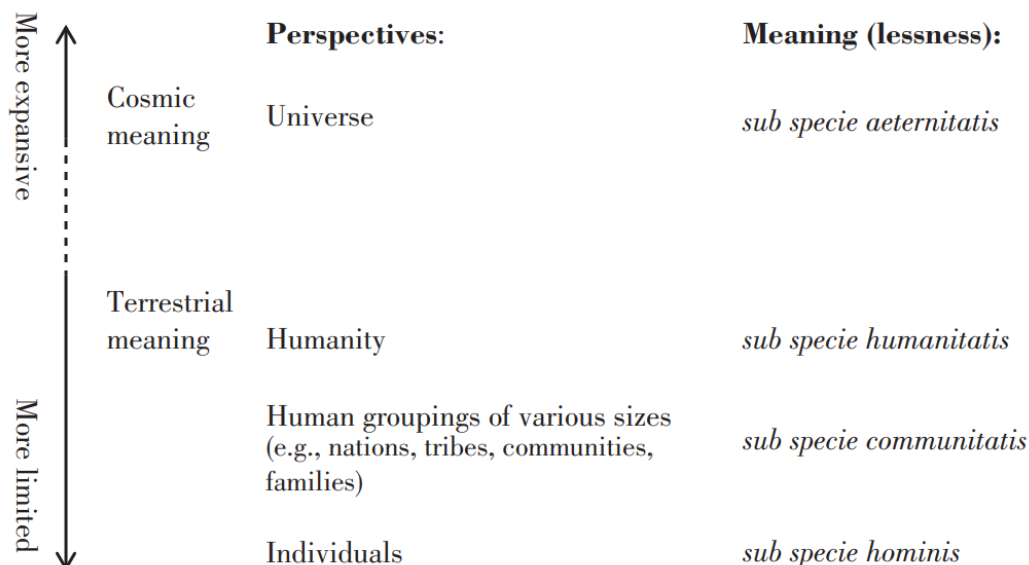 More expansive
Perspectives:
Meaning (lessness):
Cosmic
meaning
Universe
sub specie aeternitatis
Terrestrial
meaning
Humanity
sub specie humanitatis
More limited
Human groupings of various sizes
(e.g., nations, tribes, communities,
families)
sub specie communitatis
Individuals
sub specie hominis